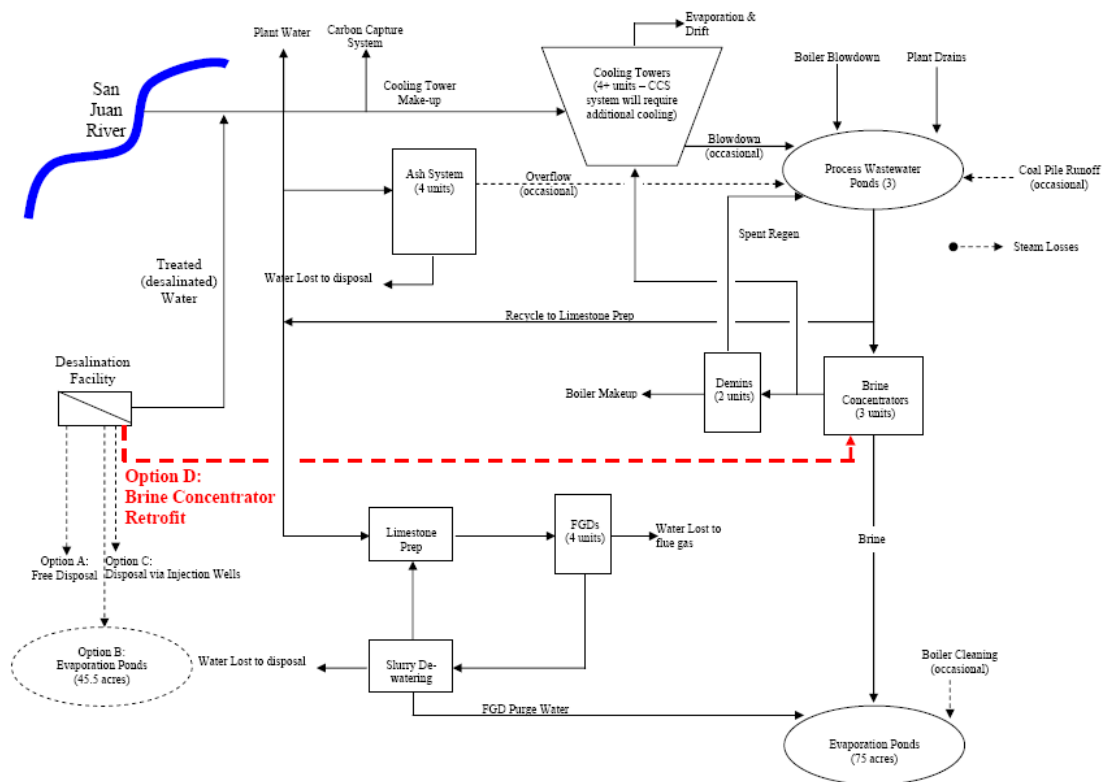 Evaporation &
Drift
Plant Water
Carbon Capture
System
Boiler Blowdown
Plant Drains
San
Juan
River
Cooling Tower
Make-up
Cooling Towers
(4+ units – CCS
system will require
additional cooling)
Blowdown
(occasional)
Process Wastewater
Ponds (3)
Coal Pile Runoff
(occasional)
Ash System
(4 units)
Overflow
(occasional)
Spent Regen
Steam Losses
Water Lost to disposal
Treated
(desalinated)
Water
Recycle to Limestone Prep
Desalination
Facility
Boiler Makeup
Demins
(2 units)
Brine
Concentrators
(3 units)
Option D:
Brine Concentrator
Retrofit
Limestone
Prep
FGDs
(4 units)
Water Lost to
flue gas
Brine
Option A:
Free Disposal
Option C:
Disposal via Injection Wells
Option B:
Evaporation Ponds
(45.5 acres)
Water Lost to disposal
Slurry De-
watering
Boiler Cleaning
(occasional)
FGD Purge Water
Evaporation Ponds
(75 acres)